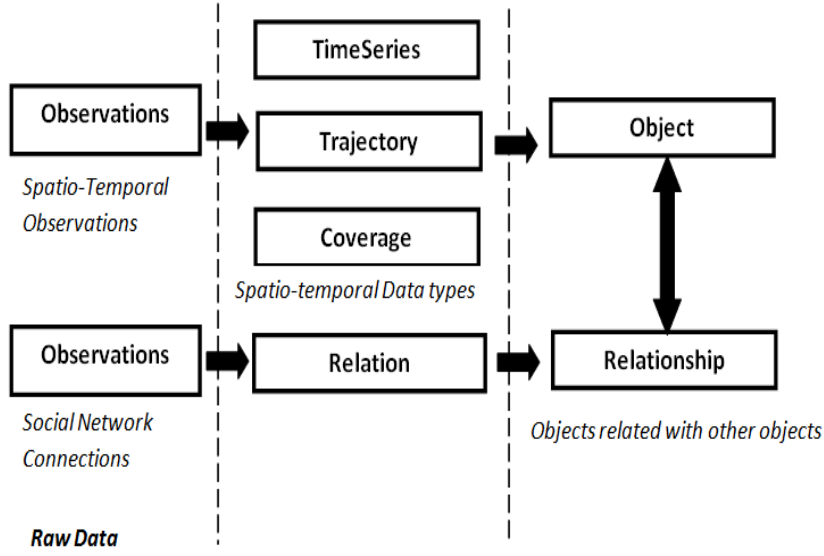 TimeSeries
Observations
Trajectory
Object
Spatio-Temporal
Observations
Coverage
Spatio-temporal Data types
Observations
Relation
Relationship
Social Network
Connections
Objects related with other objects
Raw Data